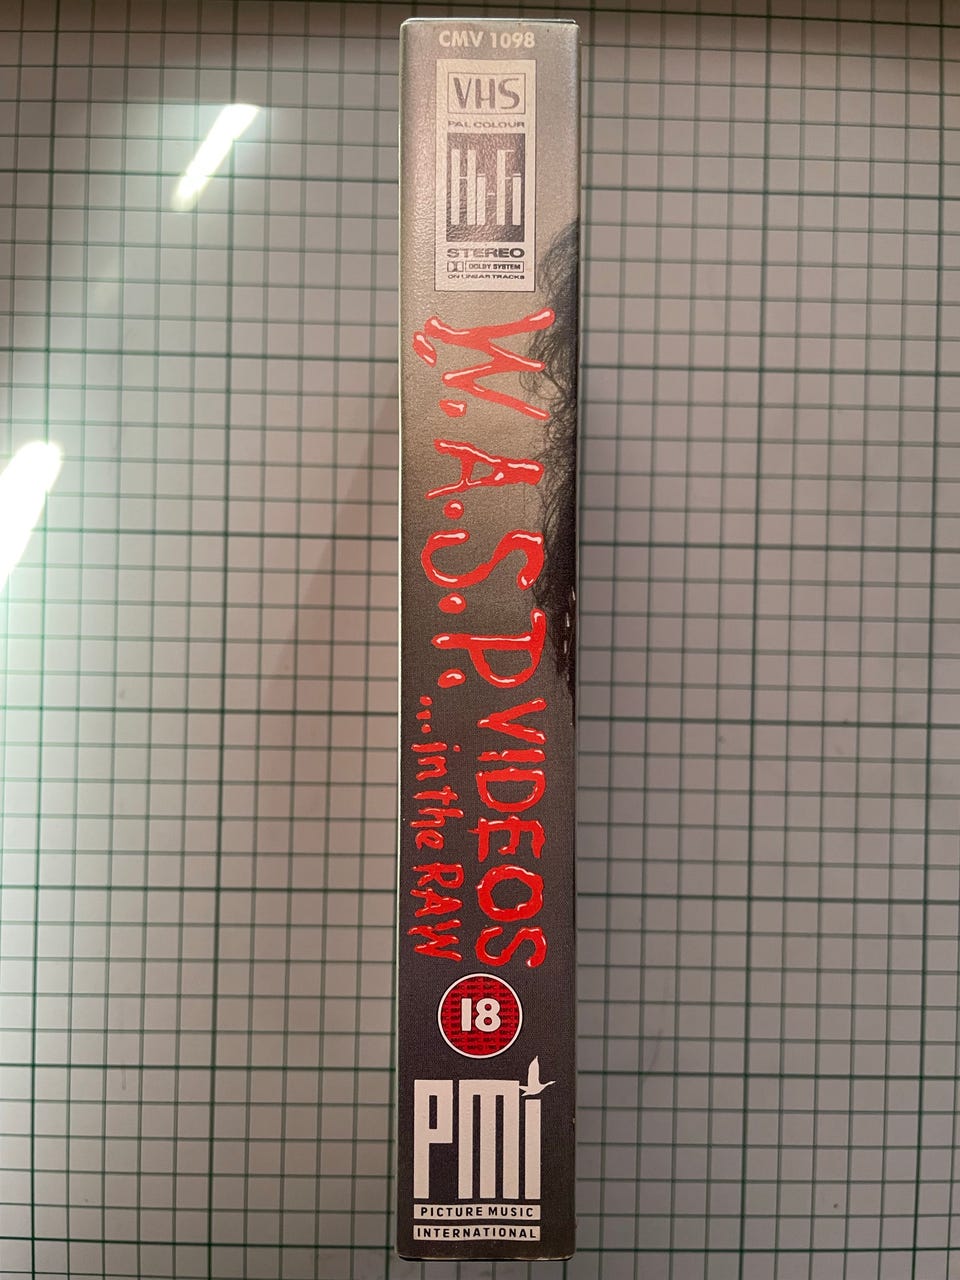 CMV 1098
VHS
PAL COLOUR
Hi-Fi
STEREO
DOLBY SYSTEM
ON LINEAR TRACKS
W.A.S.P. VIDEOS
...in the RAW
18
PMI
PICTURE MUSIC
INTERNATIONAL